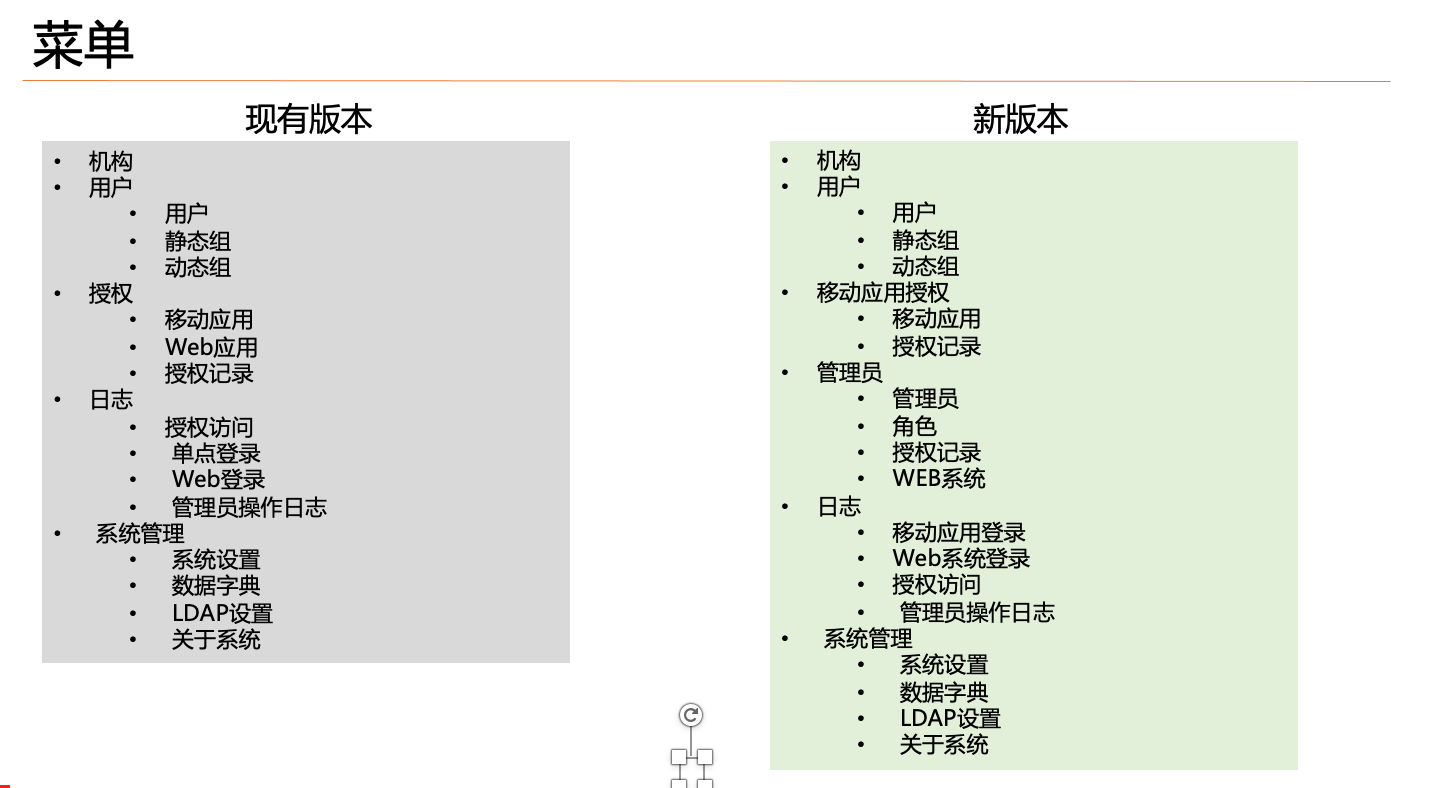 菜单
现有版本
• 机构
• 用户
• 用户
• 静态组
• 动态组
• 授权
• 移动应用
• Web应用
• 授权记录
• 日志
• 授权访问
• 单点登录
• Web登录
• 管理员操作日志
• 系统管理
• 系统设置
• 数据字典
• LDAP设置
• 关于系统
新版本
• 机构
• 用户
• 用户
• 静态组
• 动态组
• 移动应用授权
• 移动应用
• 授权记录
• 管理员
• 管理员
• 角色
• 授权记录
• WEB系统
• 日志
• 移动应用登录
• Web系统登录
• 授权访问
• 管理员操作日志
• 系统管理
• 系统设置
• 数据字典
• LDAP设置
• 关于系统